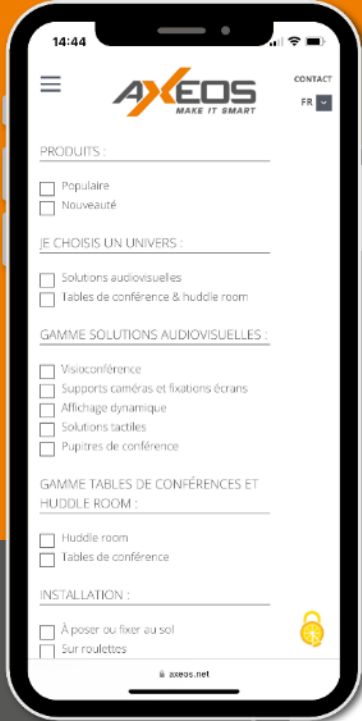 14:44
AXEOS
MAKE IT SMART
CONTACT
FR
PRODUITS :
Populaire
Nouveauté
JE CHOISIS UN UNIVERS :
Solutions audiovisuelles
Tables de conférence & huddle room
GAMME SOLUTIONS AUDIOVISUELLES :
Visioconférence
Supports caméras et fixations écrans
Affichage dynamique
Solutions tactiles
Pupitres de conférence
GAMME TABLES DE CONFÉRENCES ET
HUDDLE ROOM :
Huddle room
Tables de conférence
INSTALLATION :
À poser ou fixer au sol
Sur roulettes
axeos.net